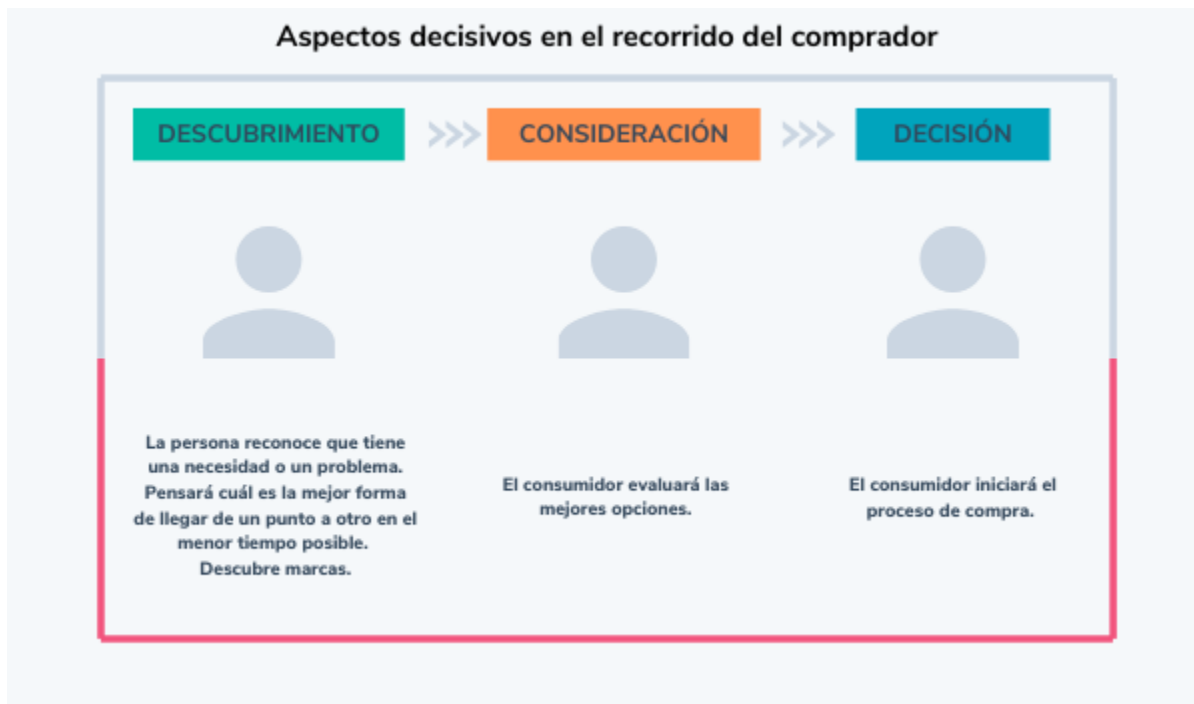 Aspectos decisivos en el recorrido del comprador
DESCUBRIMIENTO
CONSIDERACIÓN
DECISIÓN
La persona reconoce que tiene
una necesidad o un problema.
Pensará cuál es la mejor forma
de llegar de un punto a otro en el
menor tiempo posible.
Descubre marcas.
El consumidor evaluará las
mejores opciones.
El consumidor iniciará el
proceso de compra.